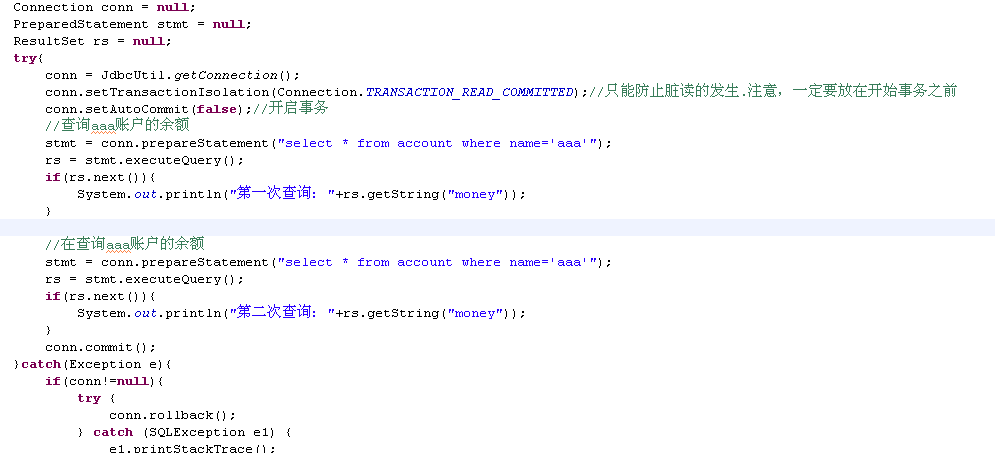 Connection conn = null;
PreparedStatement stmt = null;
ResultSet rs = null;
try{
    conn = JdbcUtil.getConnection();
    conn.setTransactionIsolation(Connection.TRANSACTION_READ_COMMITTED);//只能防止脏读的发生.注意，一定要放在开始事务之前
    conn.setAutoCommit(false);//开启事务
    //查询aaa账户的余额
    stmt = conn.prepareStatement("select * from account where name='aaa'");
    rs = stmt.executeQuery();
    if(rs.next()){
        System.out.println("第一次查询："+rs.getString("money"));
    }
    //在查询aaa账户的余额
    stmt = conn.prepareStatement("select * from account where name='aaa'");
    rs = stmt.executeQuery();
    if(rs.next()){
        System.out.println("第二次查询："+rs.getString("money"));
    }
    conn.commit();
}catch(Exception e){
    if(conn!=null){
        try {
            conn.rollback();
        } catch (SQLException e1) {
            e1.printStackTrace();